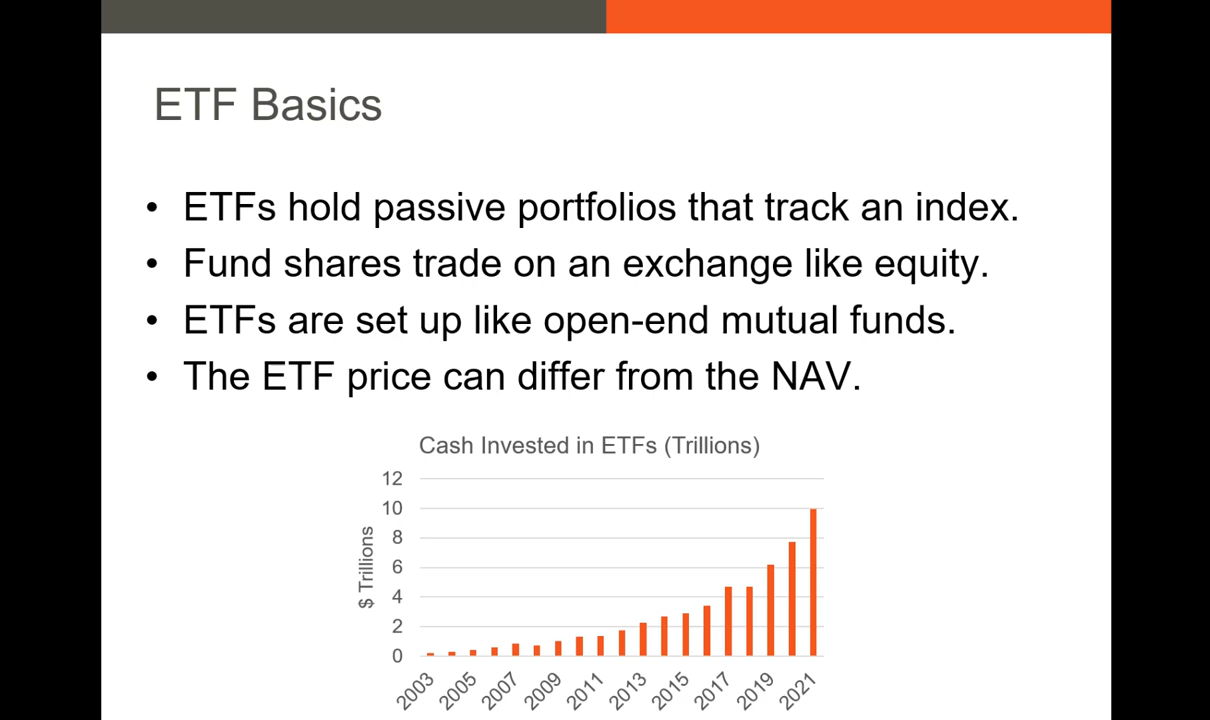 ETF Basics
• ETFs hold passive portfolios that track an index.
• Fund shares trade on an exchange like equity.
• ETFs are set up like open-end mutual funds.
• The ETF price can differ from the NAV.
Cash Invested in ETFs (Trillions)
$ Trillions
12
10
8
6
4
2
0
2003
2005
2007
2009
2011
2013
2015
2017
2019
2021